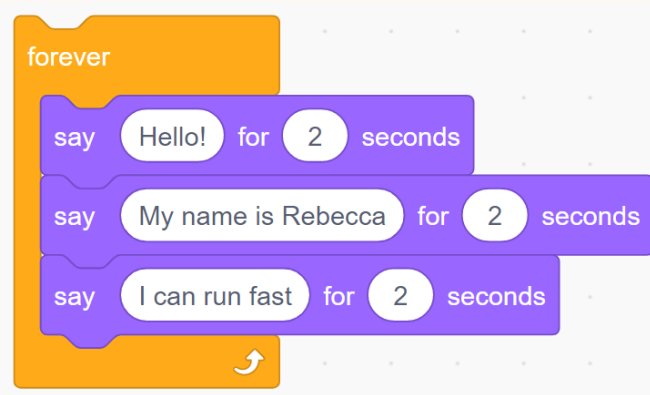 forever
say Hello! for 2 seconds
say My name is Rebecca for 2 seconds
say I can run fast for 2 seconds